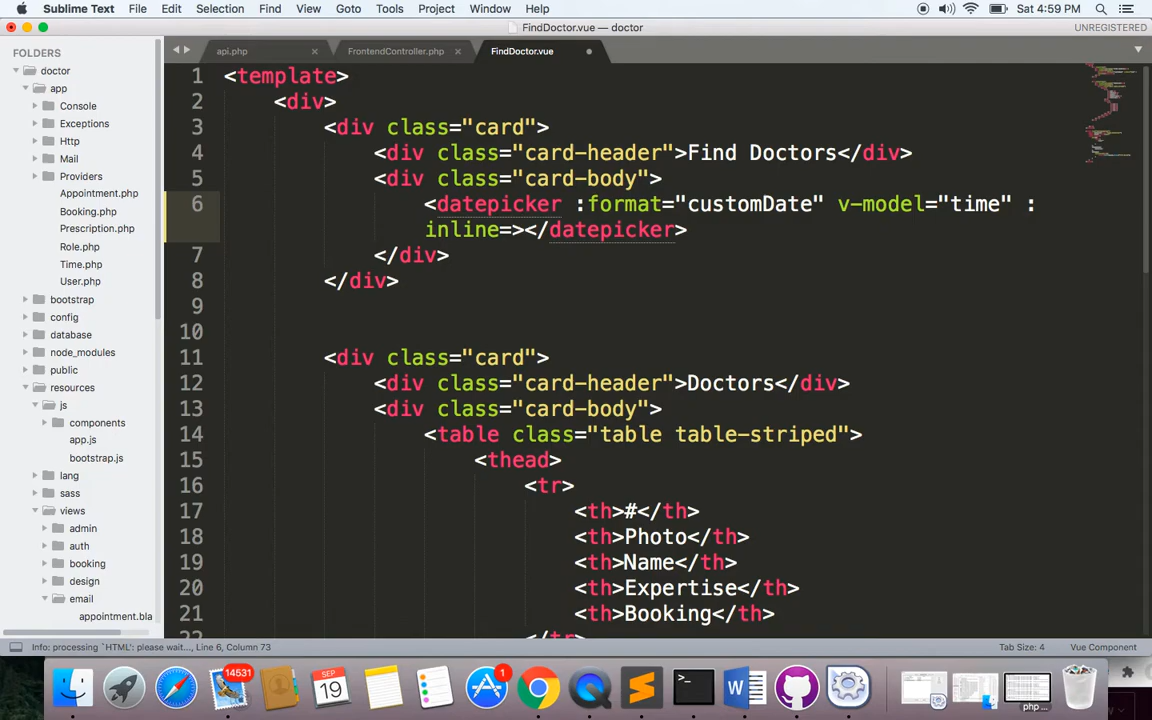 Sublime Text File Edit Selection Find View Goto Tools Project Window Help Sat 4:59 PM
FindDoctor.vue — doctor UNREGISTERED
FOLDERS
doctor
app
Console
Exceptions
Http
Mail
Providers
Appointment.php
Booking.php
Prescription.php
Role.php
Time.php
User.php
bootstrap
config
database
node_modules
public
resources
js
components
app.js
bootstrap.js
lang
sass
views
admin
auth
booking
design
email
appointment.bla
api.php FrontendController.php FindDoctor.vue
1 <template>
2 <div>
3 <div class="card">
4 <div class="card-header">Find Doctors</div>
5 <div class="card-body">
6 <datepicker :format="customDate" v-model="time" :
inline=></datepicker>
7 </div>
8 </div>
9
10
11 <div class="card">
12 <div class="card-header">Doctors</div>
13 <div class="card-body">
14 <table class="table table-striped">
15 <thead>
16 <tr>
17 <th>#</th>
18 <th>Photo</th>
19 <th>Name</th>
20 <th>Expertise</th>
21 <th>Booking</th>
22 </tr>
Info: processing `HTML': please wait..., Line 6, Column 73 Tab Size: 4 Vue Component
14531
SEP
19
1
php ...